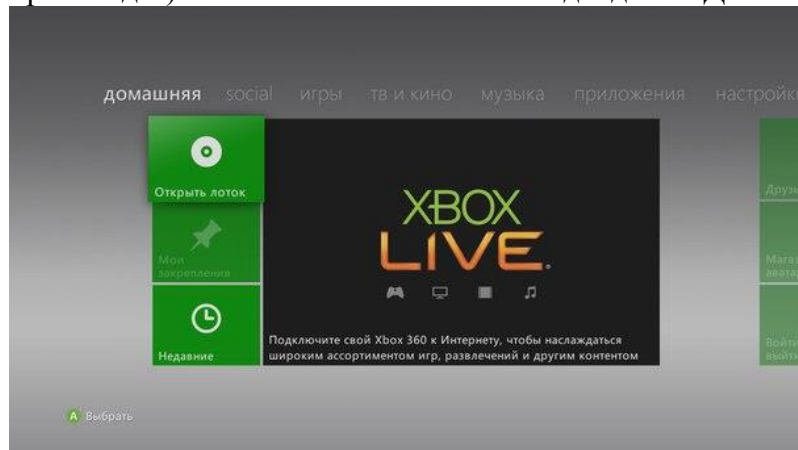 домашняя social игры тв и кино музыка приложения настройки
Открыть лоток
Мои
закрепления
Недавние
XBOX
LIVE.
Подключите свой Xbox 360 к Интернету, чтобы наслаждаться
широким ассортиментом игр, развлечений и другим контентом
A Выбрать